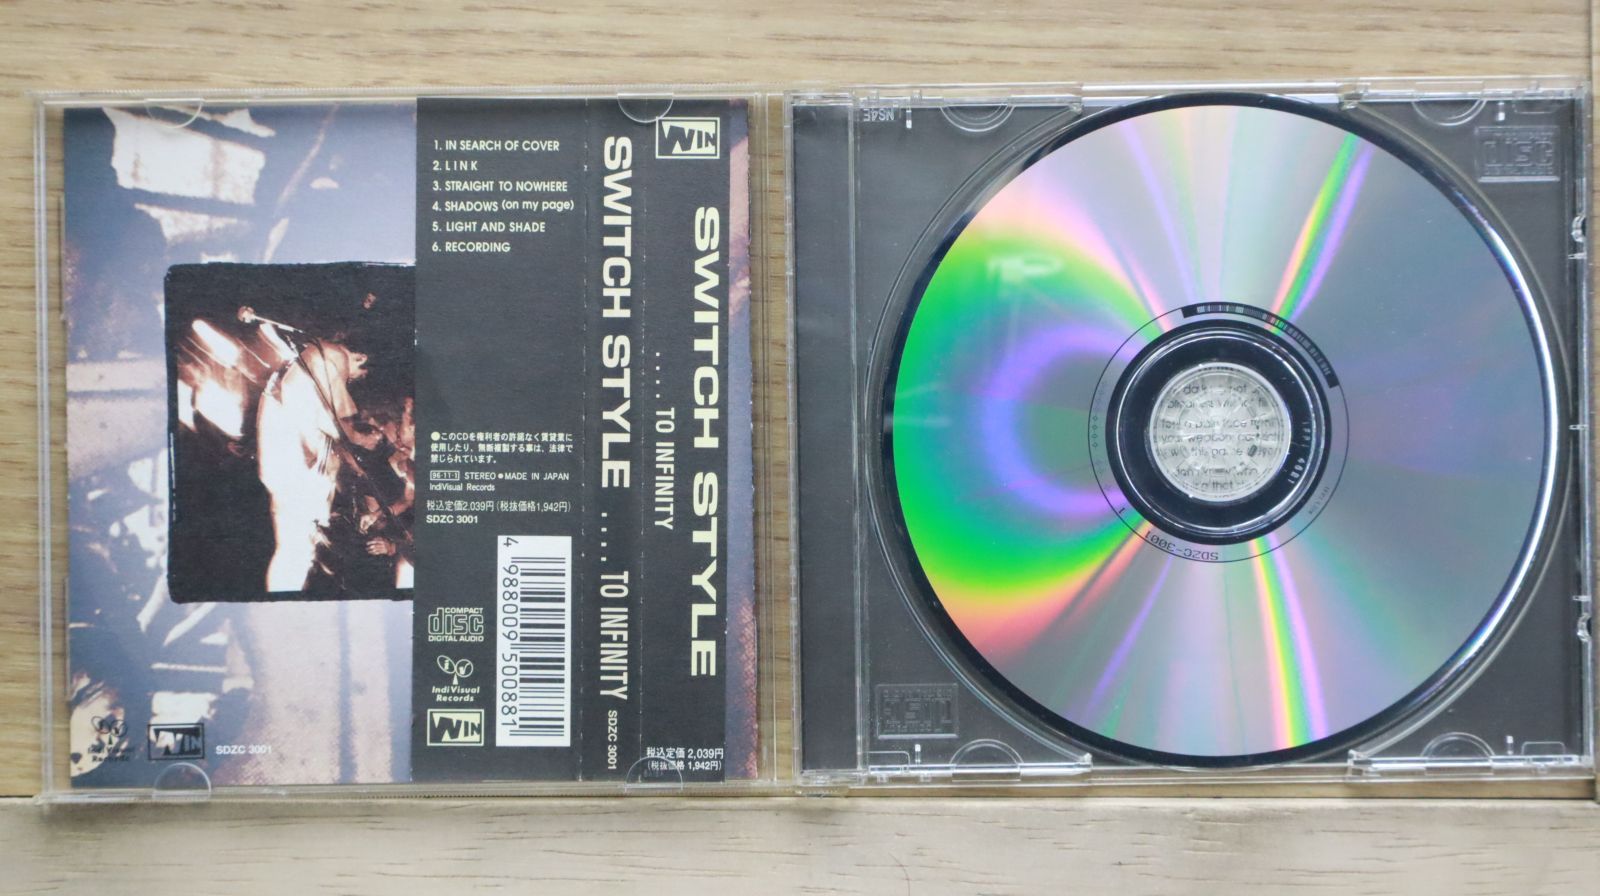 1. IN SEARCH OF COVER
2. LINK
3. STRAIGHT TO NOWHERE
4. SHADOWS (on my page)
5. LIGHT AND SHADE
6. RECORDING
●このCDを権利者の許諾なく賃貸業に
使用したり、無断複製する事は、法律で
禁じられています。
96・11・1 STEREO ● MADE IN JAPAN
IndiVisual Records
税込定価2,039円(税抜価格1,942円)
SDZC 3001
COMPACT
disc
DIGITAL AUDIO
IndiVisual
Records
WIN
4 988009 500881
SWITCH STYLE ....TO INFINITY SDZC 3001
WIN
SWITCH STYLE
....TO INFINITY
税込定価 2,039円
(税抜価格 1,942円)
IndiVisual
Records
WIN
SDZC 3001
NS4E
SDZC-3001